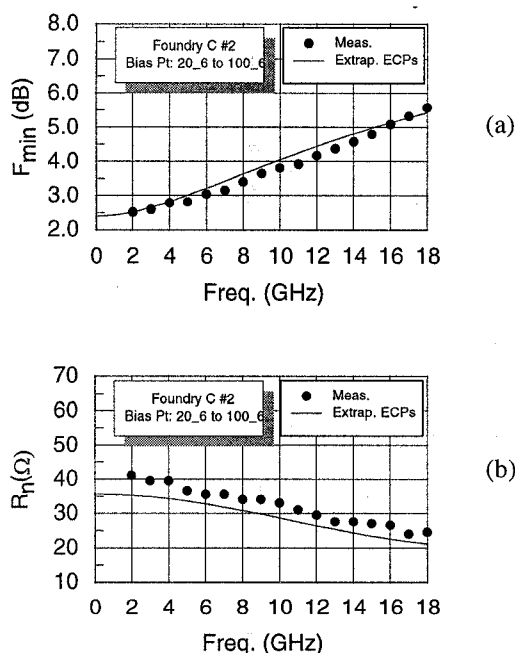 8.0
7.0
6.0
5.0
4.0
3.0
2.0
F min (dB)
Foundry C #2
Bias Pt: 20_6 to 100_6
Meas.
Extrap. ECPs
(a)
0 2 4 6 8 10 12 14 16 18
Freq. (GHz)
70
60
50
40
30
20
10
Rn(Ω)
Foundry C #2
Bias Pt: 20_6 to 100_6
Meas.
Extrap. ECPs
(b)
0 2 4 6 8 10 12 14 16 18
Freq. (GHz)